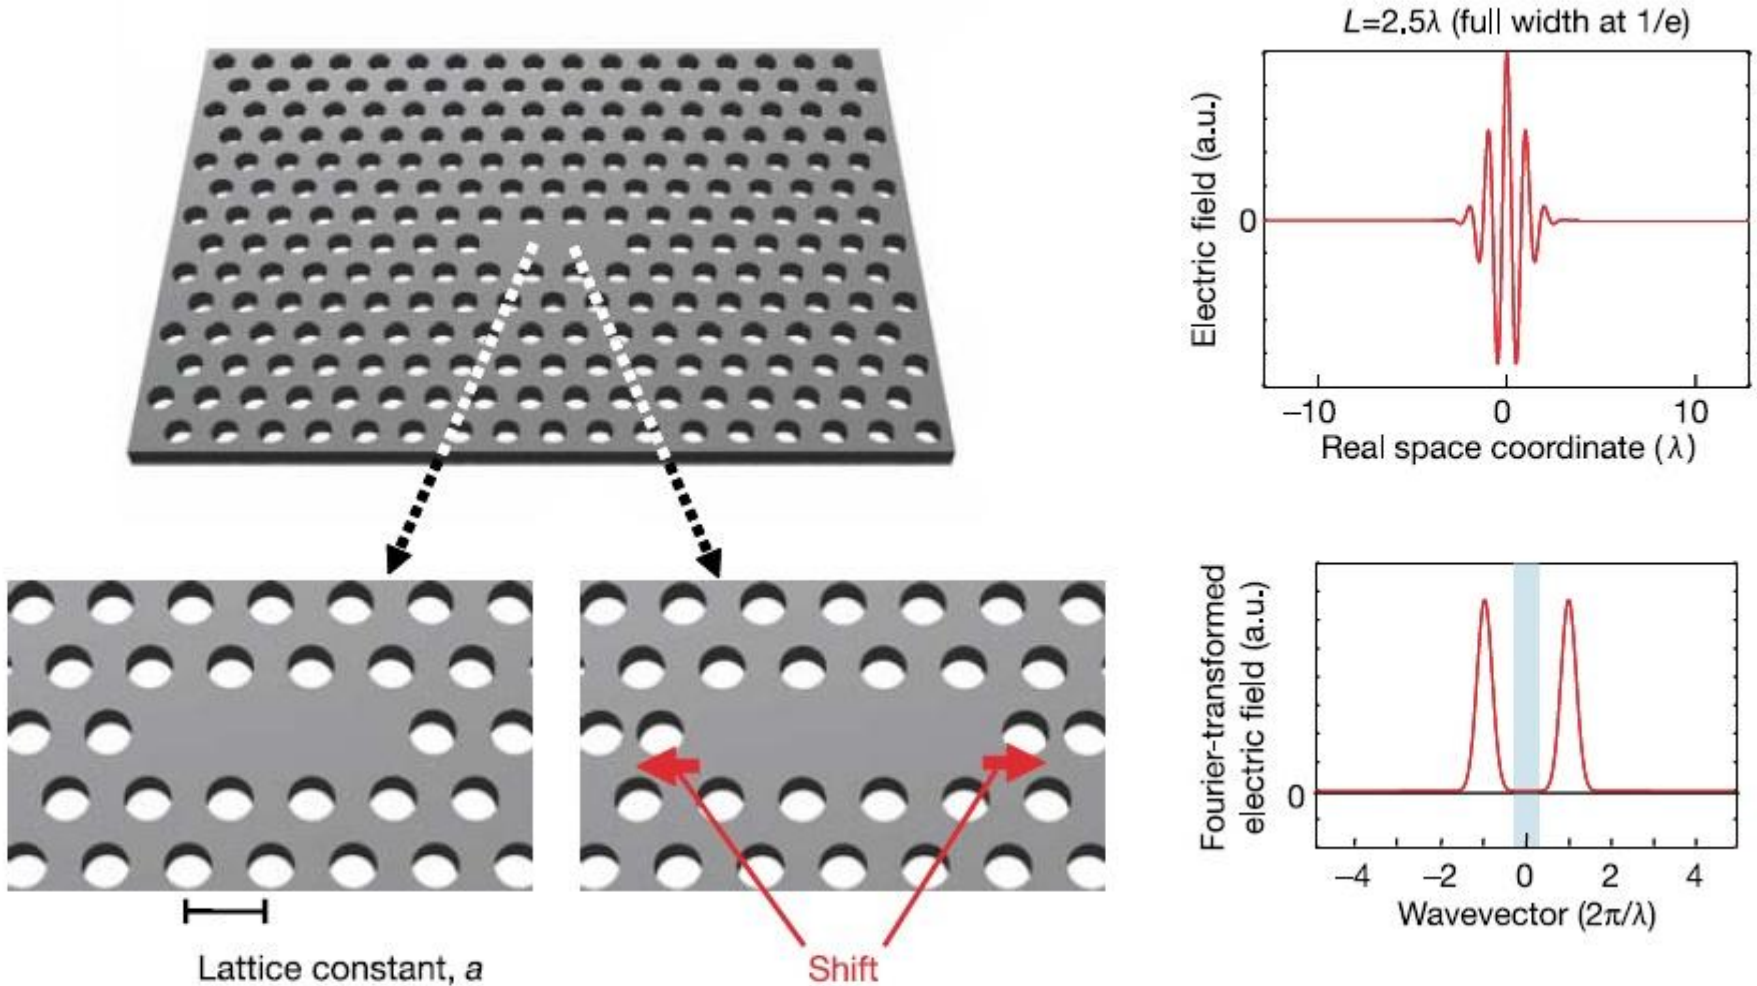 L=2.5λ (full width at 1/e)
Electric field (a.u.)
0
−10
0
10
Real space coordinate (λ)
Fourier-transformed
electric field (a.u.)
0
−4
−2
0
2
4
Wavevector (2π/λ)
Lattice constant, a
Shift